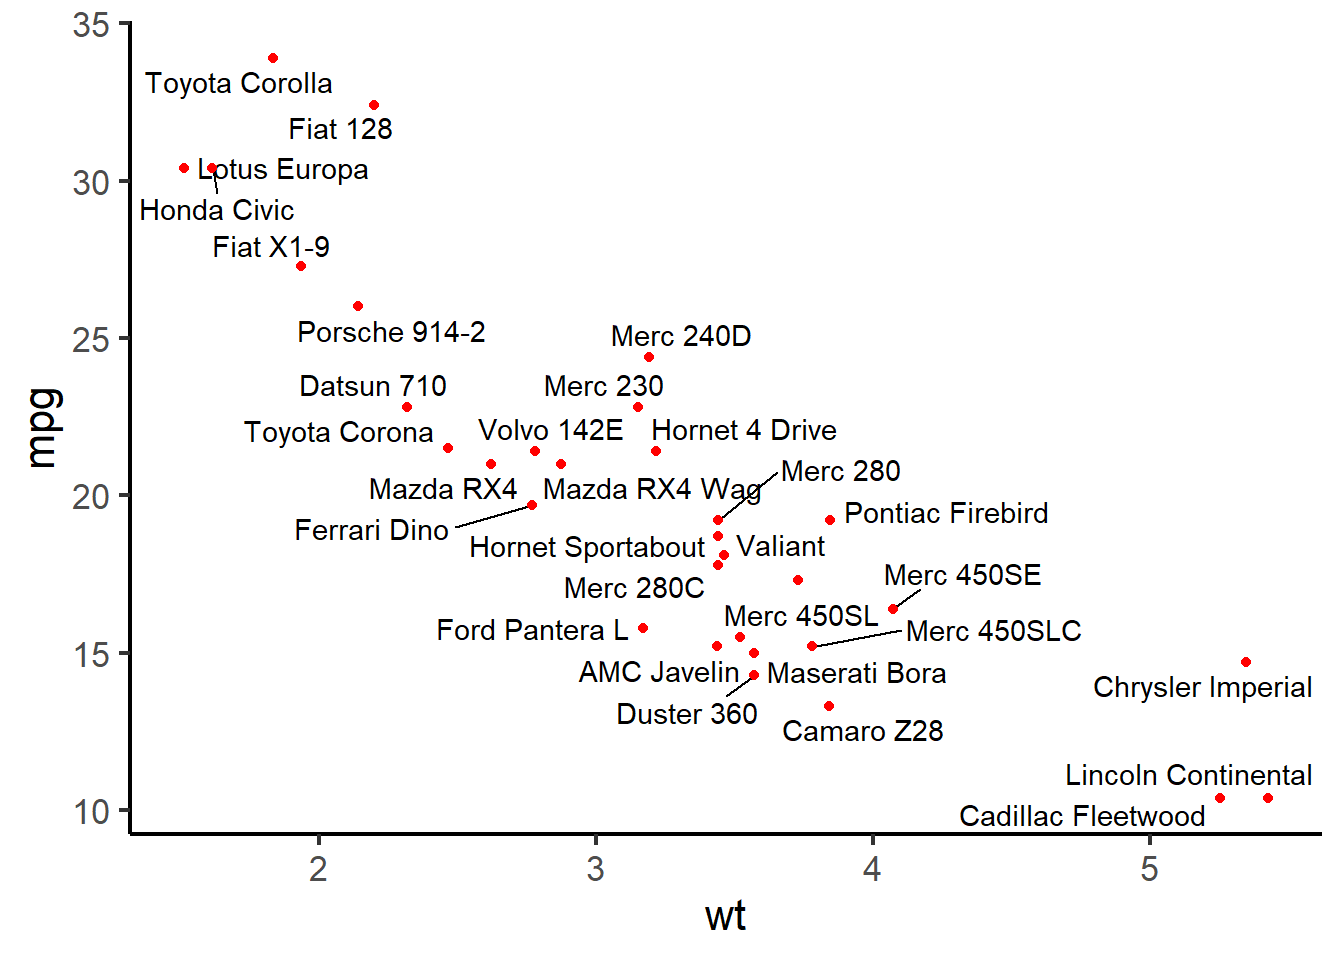 35
Toyota Corolla
Fiat 128
Lotus Europa
30
Honda Civic
Fiat X1-9
Porsche 914-2
25
Merc 240D
Datsun 710
Merc 230
Toyota Corona
Volvo 142E
Hornet 4 Drive
mpg
Merc 280
Mazda RX4
Mazda RX4 Wag
20
Pontiac Firebird
Ferrari Dino
Hornet Sportabout
Valiant
Merc 450SE
Merc 280C
Merc 450SL
Ford Pantera L
Merc 450SLC
15
AMC Javelin
Maserati Bora
Chrysler Imperial
Duster 360
Camaro Z28
Lincoln Continental
10
Cadillac Fleetwood
2
3
4
5
wt